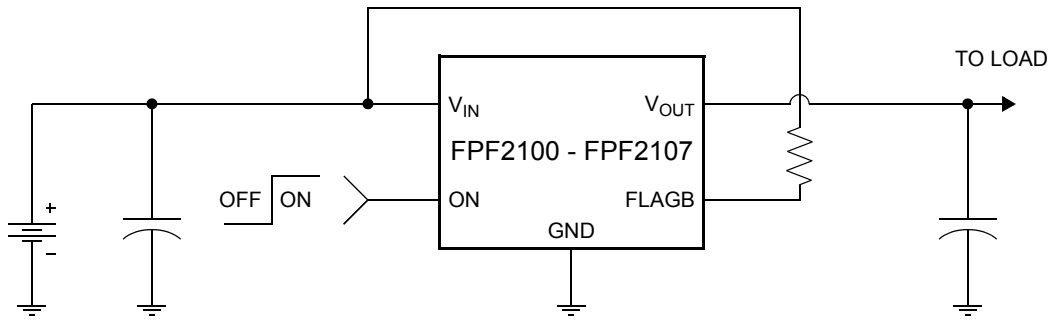 TO LOAD
VIN
VOUT
FPF2100 - FPF2107
OFF ON
ON
FLAGB
GND
+
–